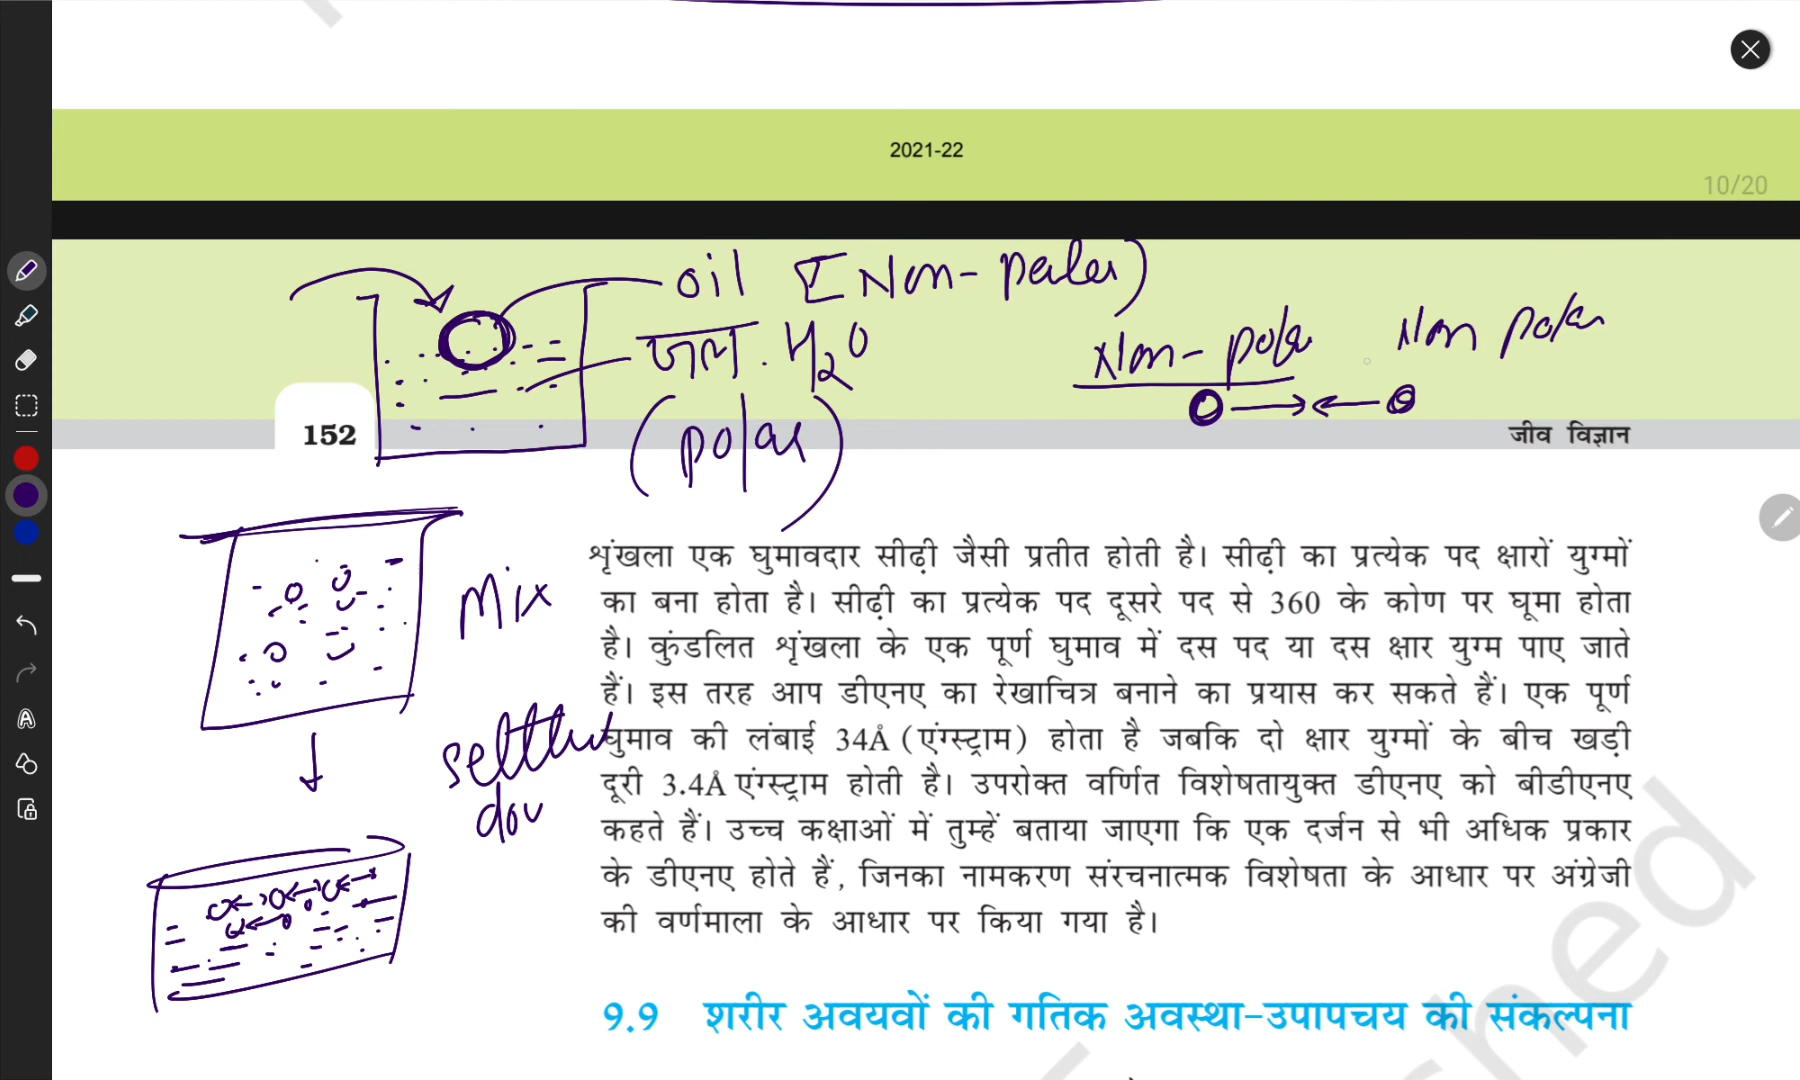 2021-22
10/20
oil [Non-polar)
जल. H2O
(polar)
Non-polar Non polar
152
जीव विज्ञान
Mix
settled
dow
शृंखला एक घुमावदार सीढ़ी जैसी प्रतीत होती है। सीढ़ी का प्रत्येक पद क्षारों युग्मों
का बना होता है। सीढ़ी का प्रत्येक पद दूसरे पद से 360 के कोण पर घूमा होता
है। कुंडलित शृंखला के एक पूर्ण घुमाव में दस पद या दस क्षार युग्म पाए जाते
हैं। इस तरह आप डीएनए का रेखाचित्र बनाने का प्रयास कर सकते हैं। एक पूर्ण
घुमाव की लंबाई 34Å (एंग्स्ट्राम) होता है जबकि दो क्षार युग्मों के बीच खड़ी
दूरी 3.4Å एंग्स्ट्राम होती है। उपरोक्त वर्णित विशेषतायुक्त डीएनए को बीडीएनए
कहते हैं। उच्च कक्षाओं में तुम्हें बताया जाएगा कि एक दर्जन से भी अधिक प्रकार
के डीएनए होते हैं, जिनका नामकरण संरचनात्मक विशेषता के आधार पर अंग्रेजी
की वर्णमाला के आधार पर किया गया है।
9.9 शरीर अवयवों की गतिक अवस्था-उपापचय की संकल्पना